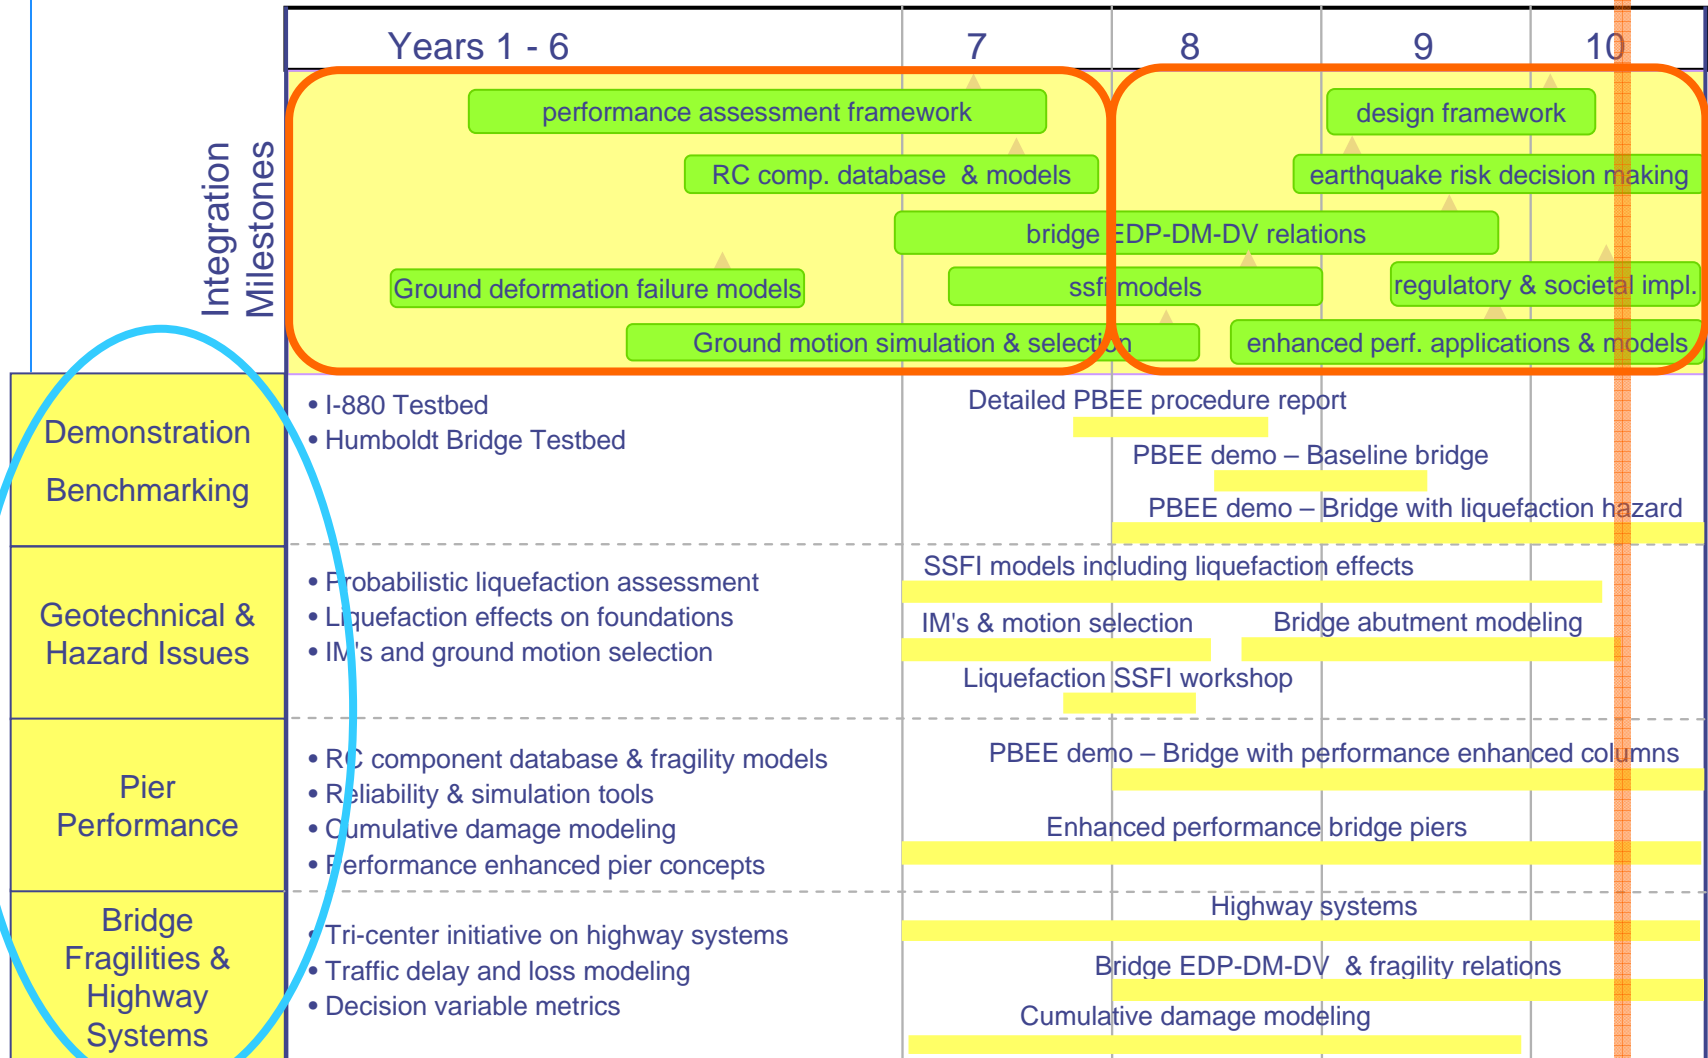 Years 1 - 6 7 8 9 10
Integration
Milestones
performance assessment framework
design framework
RC comp. database & models
earthquake risk decision making
bridge EDP-DM-DV relations
Ground deformation failure models
ssfi models
regulatory & societal impl.
Ground motion simulation & selection
enhanced perf. applications & models
Demonstration
Benchmarking
• I-880 Testbed
• Humboldt Bridge Testbed
Detailed PBEE procedure report
PBEE demo – Baseline bridge
PBEE demo – Bridge with liquefaction hazard
Geotechnical &
Hazard Issues
• Probabilistic liquefaction assessment
• Liquefaction effects on foundations
• IM's and ground motion selection
SSFI models including liquefaction effects
IM's & motion selection
Bridge abutment modeling
Liquefaction SSFI workshop
Pier
Performance
• RC component database & fragility models
• Reliability & simulation tools
• Cumulative damage modeling
• Performance enhanced pier concepts
PBEE demo – Bridge with performance enhanced columns
Enhanced performance bridge piers
Bridge
Fragilities &
Highway
Systems
• Tri-center initiative on highway systems
• Traffic delay and loss modeling
• Decision variable metrics
Highway systems
Bridge EDP-DM-DV & fragility relations
Cumulative damage modeling